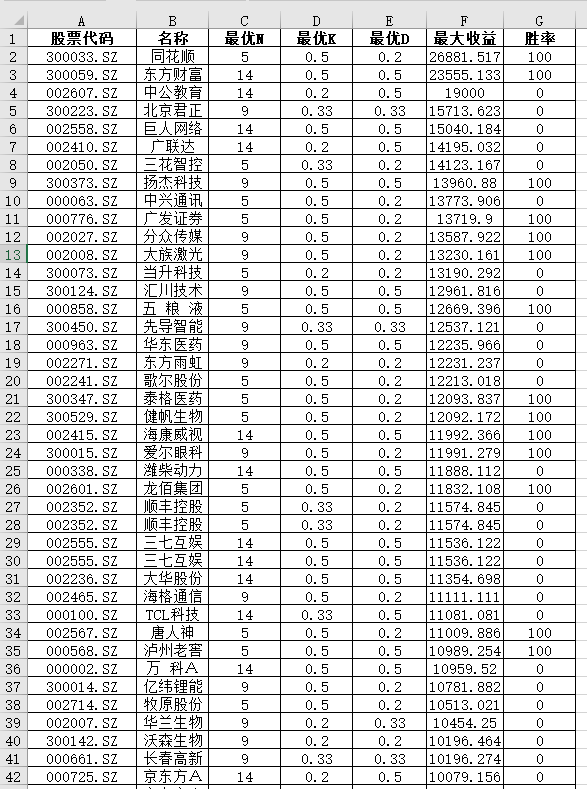 A B C D E F G
1 股票代码 名称 最优N 最优K 最优D 最大收益 胜率
2 300033.SZ 同花顺 5 0.5 0.2 26881.517 100
3 300059.SZ 东方财富 14 0.5 0.5 23555.133 100
4 002607.SZ 中公教育 14 0.2 0.5 19000 0
5 300223.SZ 北京君正 9 0.33 0.33 15713.623 0
6 002558.SZ 巨人网络 14 0.5 0.5 15040.184 0
7 002410.SZ 广联达 14 0.2 0.5 14195.032 0
8 002050.SZ 三花智控 5 0.33 0.2 14123.167 0
9 300373.SZ 扬杰科技 9 0.5 0.5 13960.88 100
10 000063.SZ 中兴通讯 5 0.5 0.2 13773.906 0
11 000776.SZ 广发证券 5 0.5 0.2 13719.9 100
12 002027.SZ 分众传媒 9 0.5 0.2 13587.922 100
13 002008.SZ 大族激光 9 0.5 0.2 13230.161 100
14 300073.SZ 当升科技 5 0.2 0.2 13190.292 0
15 300124.SZ 汇川技术 9 0.5 0.5 12961.816 0
16 000858.SZ 五 粮 液 5 0.5 0.2 12669.396 100
17 300450.SZ 先导智能 9 0.33 0.33 12537.121 0
18 000963.SZ 华东医药 9 0.5 0.5 12235.966 0
19 002271.SZ 东方雨虹 9 0.2 0.2 12231.237 0
20 002241.SZ 歌尔股份 5 0.5 0.2 12213.018 0
21 300347.SZ 泰格医药 5 0.5 0.2 12093.837 100
22 300529.SZ 健帆生物 5 0.5 0.2 12092.172 100
23 002415.SZ 海康威视 14 0.5 0.5 11992.366 100
24 300015.SZ 爱尔眼科 9 0.5 0.2 11991.279 100
25 000338.SZ 潍柴动力 14 0.5 0.5 11888.112 0
26 002601.SZ 龙佰集团 5 0.5 0.2 11832.108 100
27 002352.SZ 顺丰控股 5 0.33 0.2 11574.845 0
28 002352.SZ 顺丰控股 5 0.33 0.2 11574.845 0
29 002555.SZ 三七互娱 14 0.5 0.5 11536.122 0
30 002555.SZ 三七互娱 14 0.5 0.5 11536.122 0
31 002236.SZ 大华股份 14 0.5 0.5 11354.698 0
32 002465.SZ 海格通信 9 0.5 0.2 11111.111 0
33 000100.SZ TCL科技 14 0.33 0.5 11081.081 0
34 002567.SZ 唐人神 5 0.5 0.2 11009.886 100
35 000568.SZ 泸州老窖 5 0.5 0.2 10989.254 100
36 000002.SZ 万 科A 14 0.5 0.5 10959.52 0
37 300014.SZ 亿纬锂能 9 0.5 0.2 10781.882 0
38 002714.SZ 牧原股份 5 0.5 0.2 10513.021 0
39 002007.SZ 华兰生物 9 0.2 0.33 10454.25 0
40 300142.SZ 沃森生物 9 0.2 0.2 10196.464 0
41 000661.SZ 长春高新 9 0.33 0.33 10196.274 0
42 000725.SZ 京东方A 14 0.2 0.5 10079.156 0